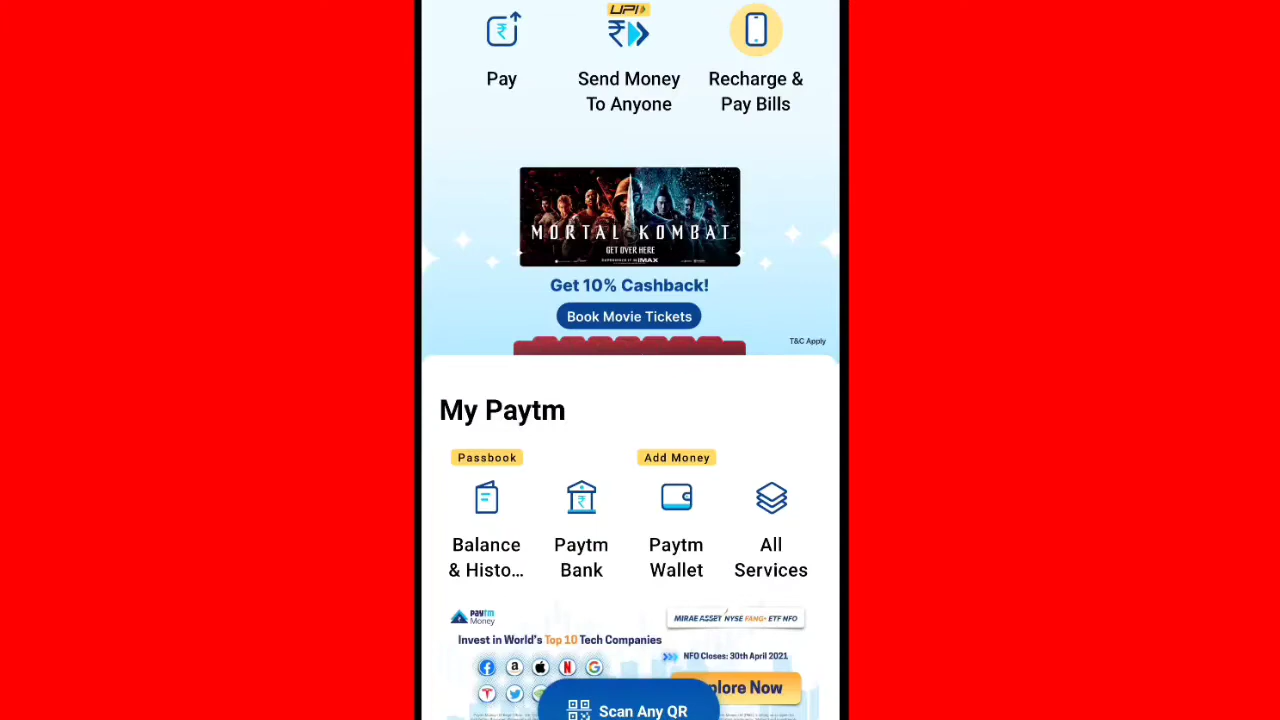 UPI
Pay
Send Money
To Anyone
Recharge &
Pay Bills
MORTAL KOMBAT
GET OVER HERE
IMAX
Get 10% Cashback!
Book Movie Tickets
T&C Apply
My Paytm
Passbook
Add Money
Balance
& Histo...
Paytm
Bank
Paytm
Wallet
All
Services
PAYTM
Money
MIRAE ASSET NYSE FANG+ ETF NFO
Invest in World's Top 10 Tech Companies
NFO Closes: 30th April 2021
plore Now
Scan Any QR